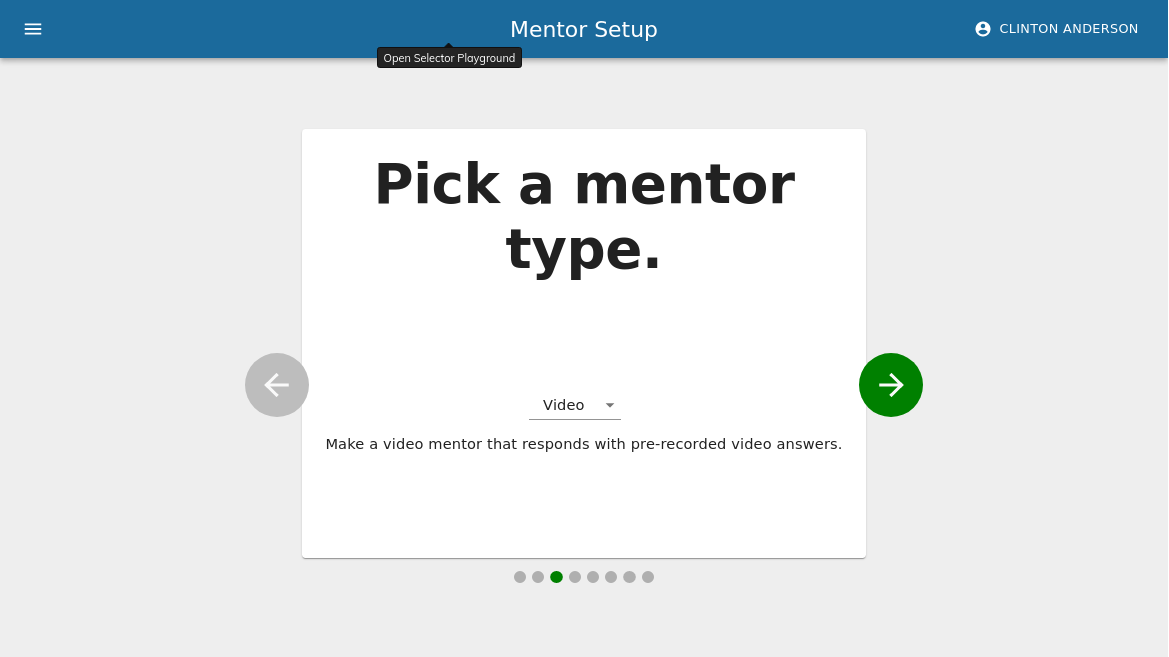 Mentor Setup
CLINTON ANDERSON
Open Selector Playground
Pick a mentor
type.
Video
Make a video mentor that responds with pre-recorded video answers.